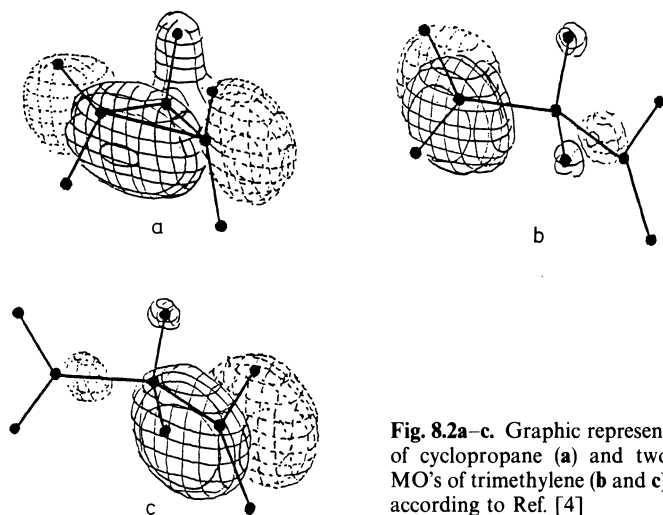 a
b
c
Fig. 8.2a–c. Graphic represen
of cyclopropane (a) and two
MO's of trimethylene (b and c)
according to Ref. [4]